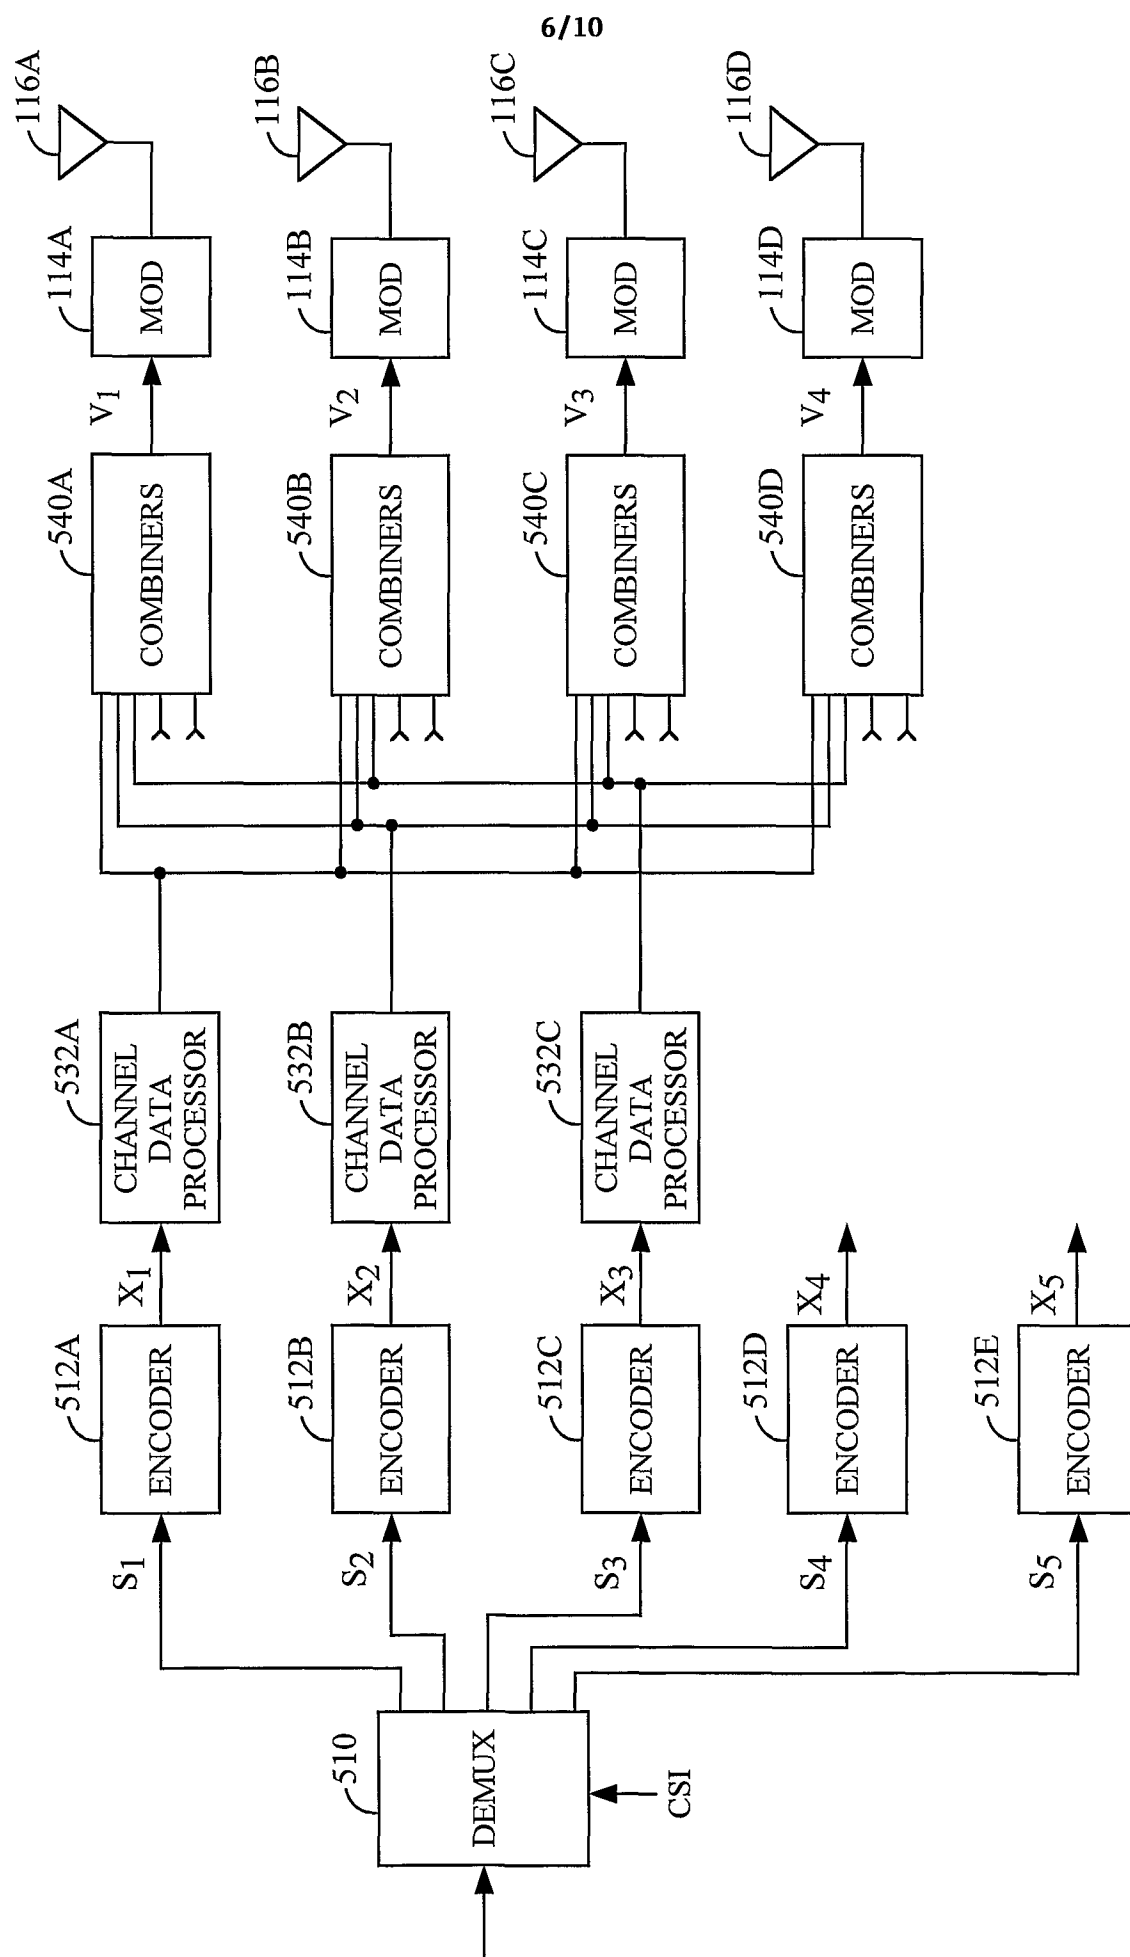 6/10
116A
116B
116C
116D
114A
MOD
114B
MOD
114C
MOD
114D
MOD
V1
V2
V3
V4
540A
COMBINERS
540B
COMBINERS
540C
COMBINERS
540D
COMBINERS
532A
CHANNEL
DATA
PROCESSOR
532B
CHANNEL
DATA
PROCESSOR
532C
CHANNEL
DATA
PROCESSOR
X1
X2
X3
X4
X5
512A
ENCODER
512B
ENCODER
512C
ENCODER
512D
ENCODER
512E
ENCODER
S1
S2
S3
S4
S5
510
DEMUX
CSI